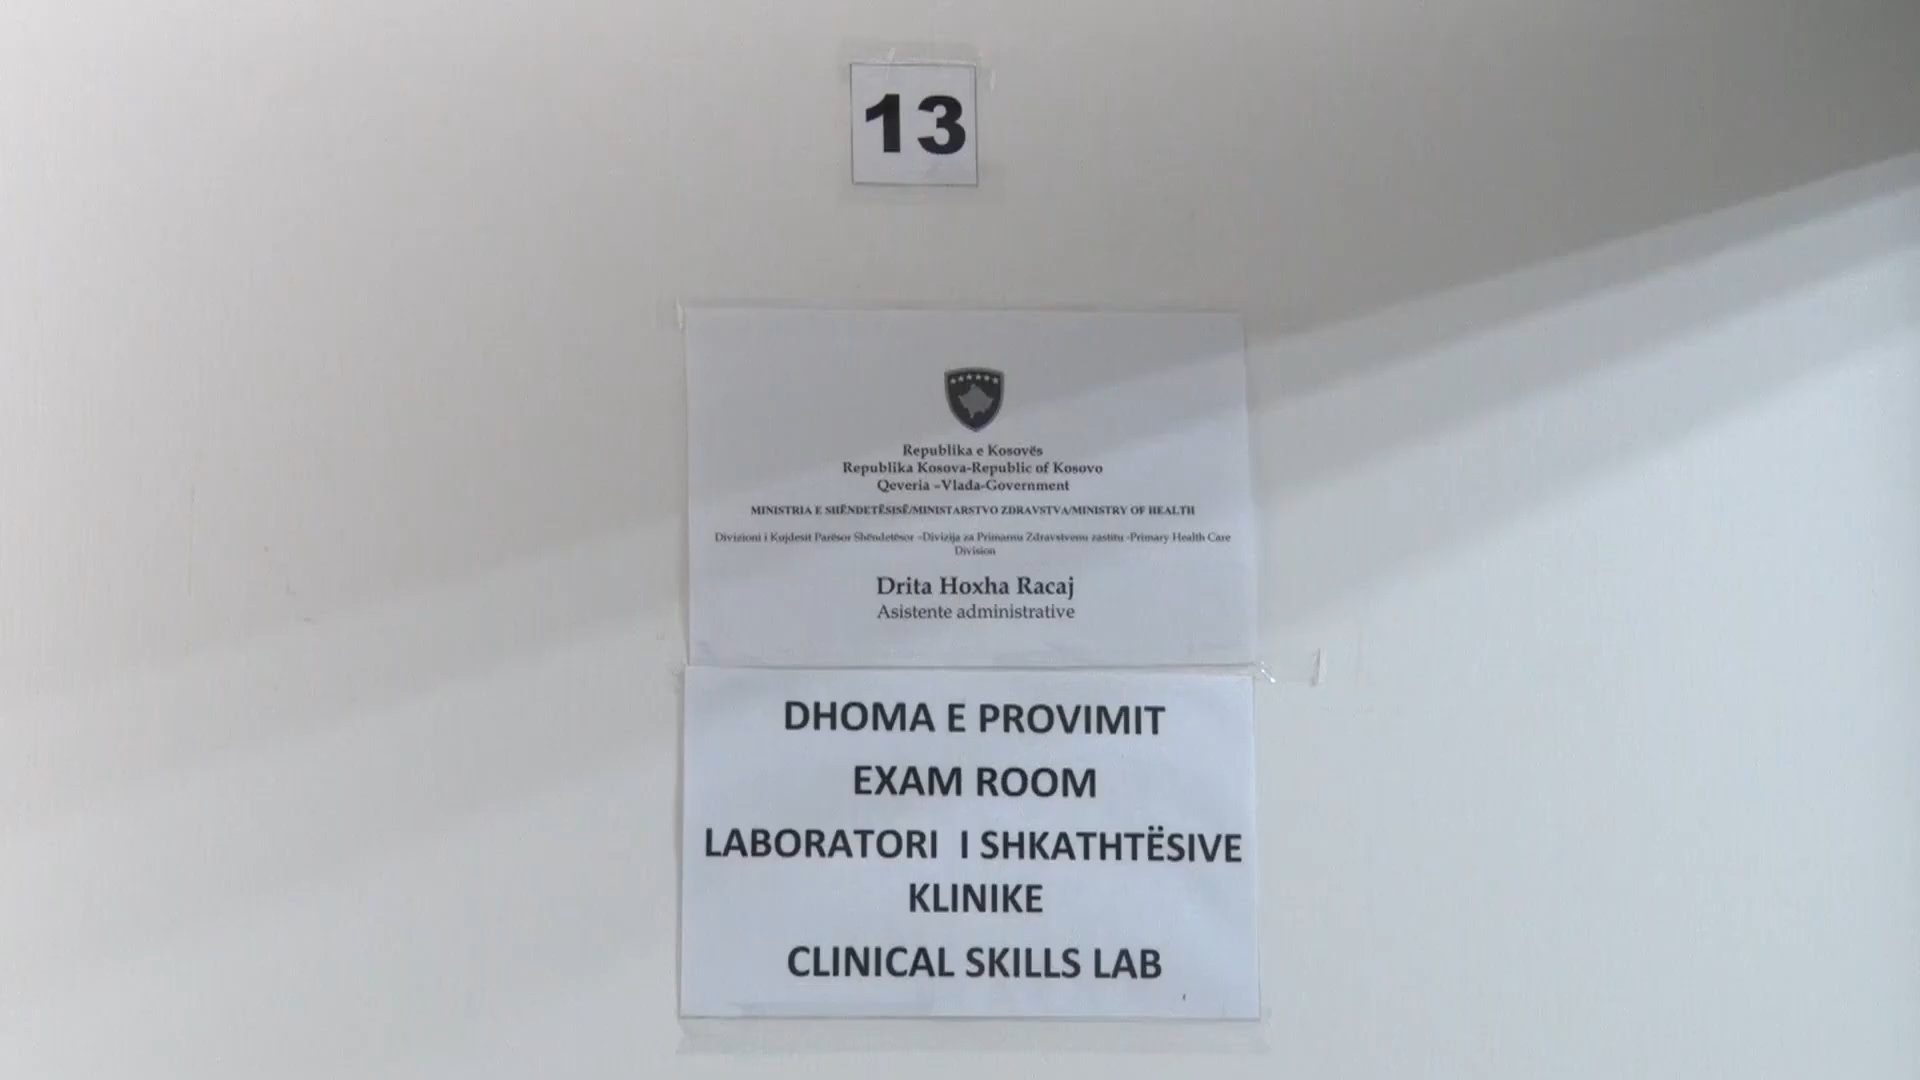 13
Republika e Kosovës
Republika Kosova-Republic of Kosovo
Qeveria –Vlada-Government
MINISTRIA E SHËNDETËSISË/MINISTARSTVO ZDRAVSTVA/MINISTRY OF HEALTH
Divizioni i Kujdesit Parësor Shëndetësor –Divizija za Primarnu Zdravstvenu zastitu -Primary Health Care
Division
Drita Hoxha Racaj
Asistente administrative
DHOMA E PROVIMIT
EXAM ROOM
LABORATORI I SHKATHTËSIVE
KLINIKE
CLINICAL SKILLS LAB